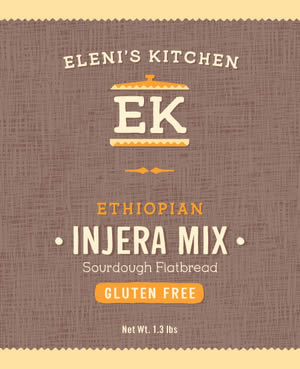 ELENI'S KITCHEN
EK
ETHIOPIAN
• INJERA MIX •
Sourdough Flatbread
GLUTEN FREE
Net Wt. 1.3 lbs